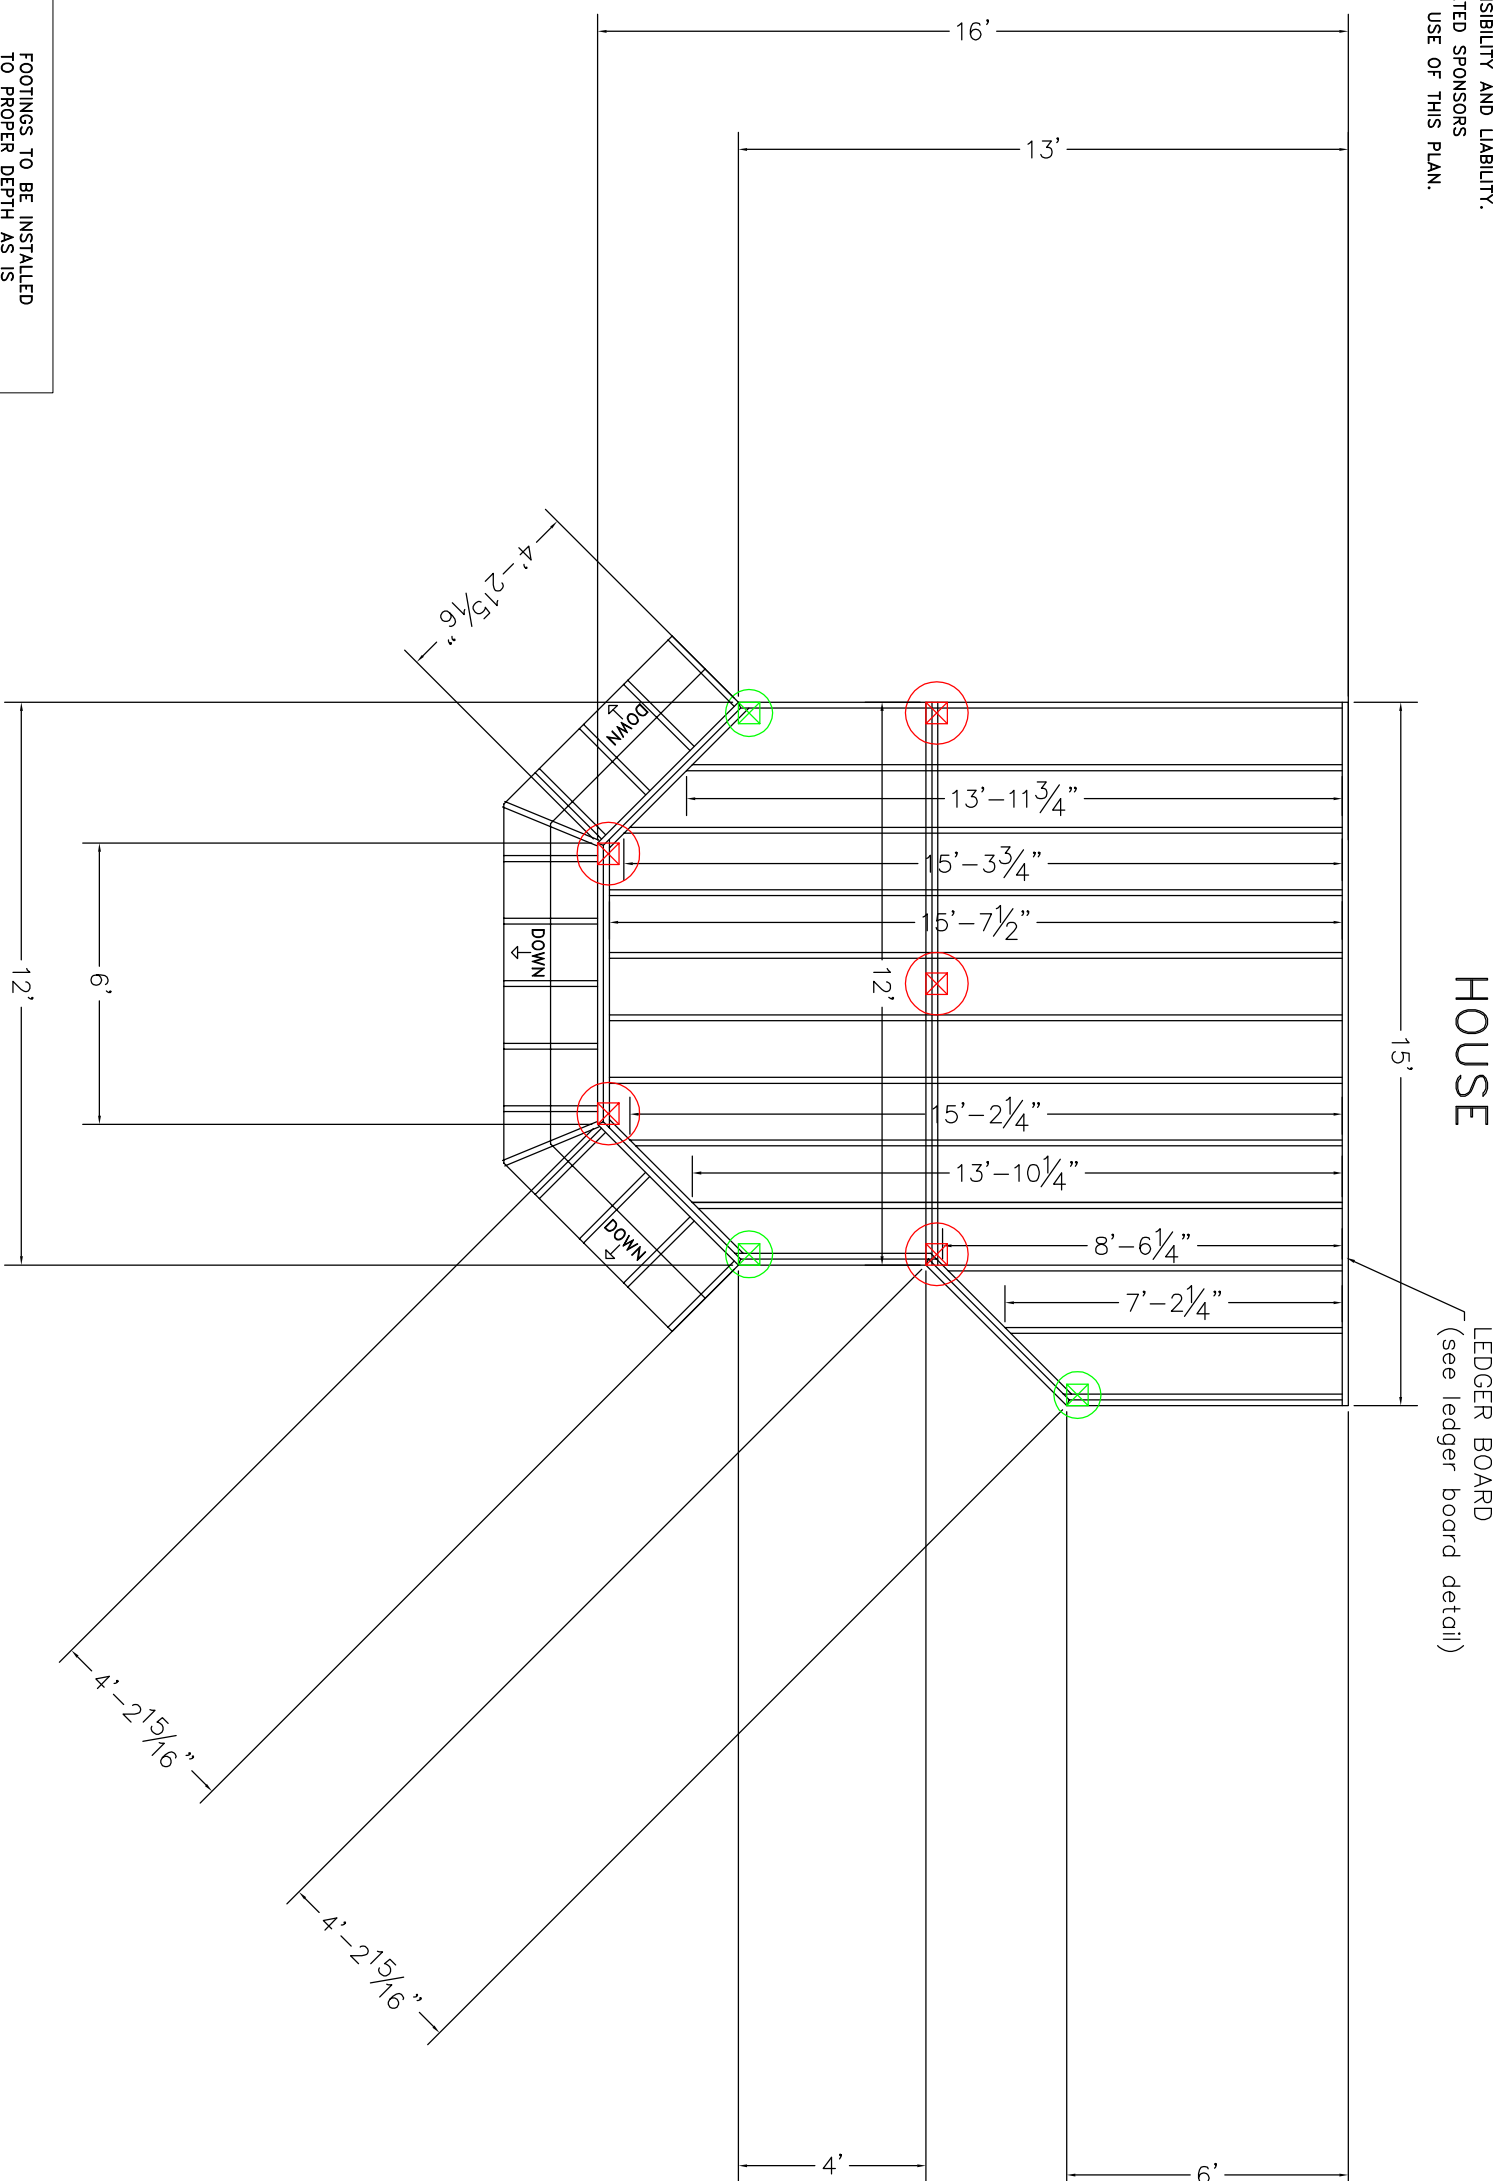 ISIBILITY AND LIABILITY.
TED SPONSORS
USE OF THIS PLAN.
16'
13'
HOUSE
15'
LEDGER BOARD
(see ledger board detail)
13'-11 3/4"
15'-3 3/4"
15'-7 1/2"
12'
15'-2 1/4"
13'-10 1/4"
8'-6 1/4"
7'-2 1/4"
4'-2 15/16"
DOWN
DOWN
DOWN
6'
12'
4'-2 15/16"
4'-2 15/16"
4'
6'
FOOTINGS TO BE INSTALLED
TO PROPER DEPTH AS IS